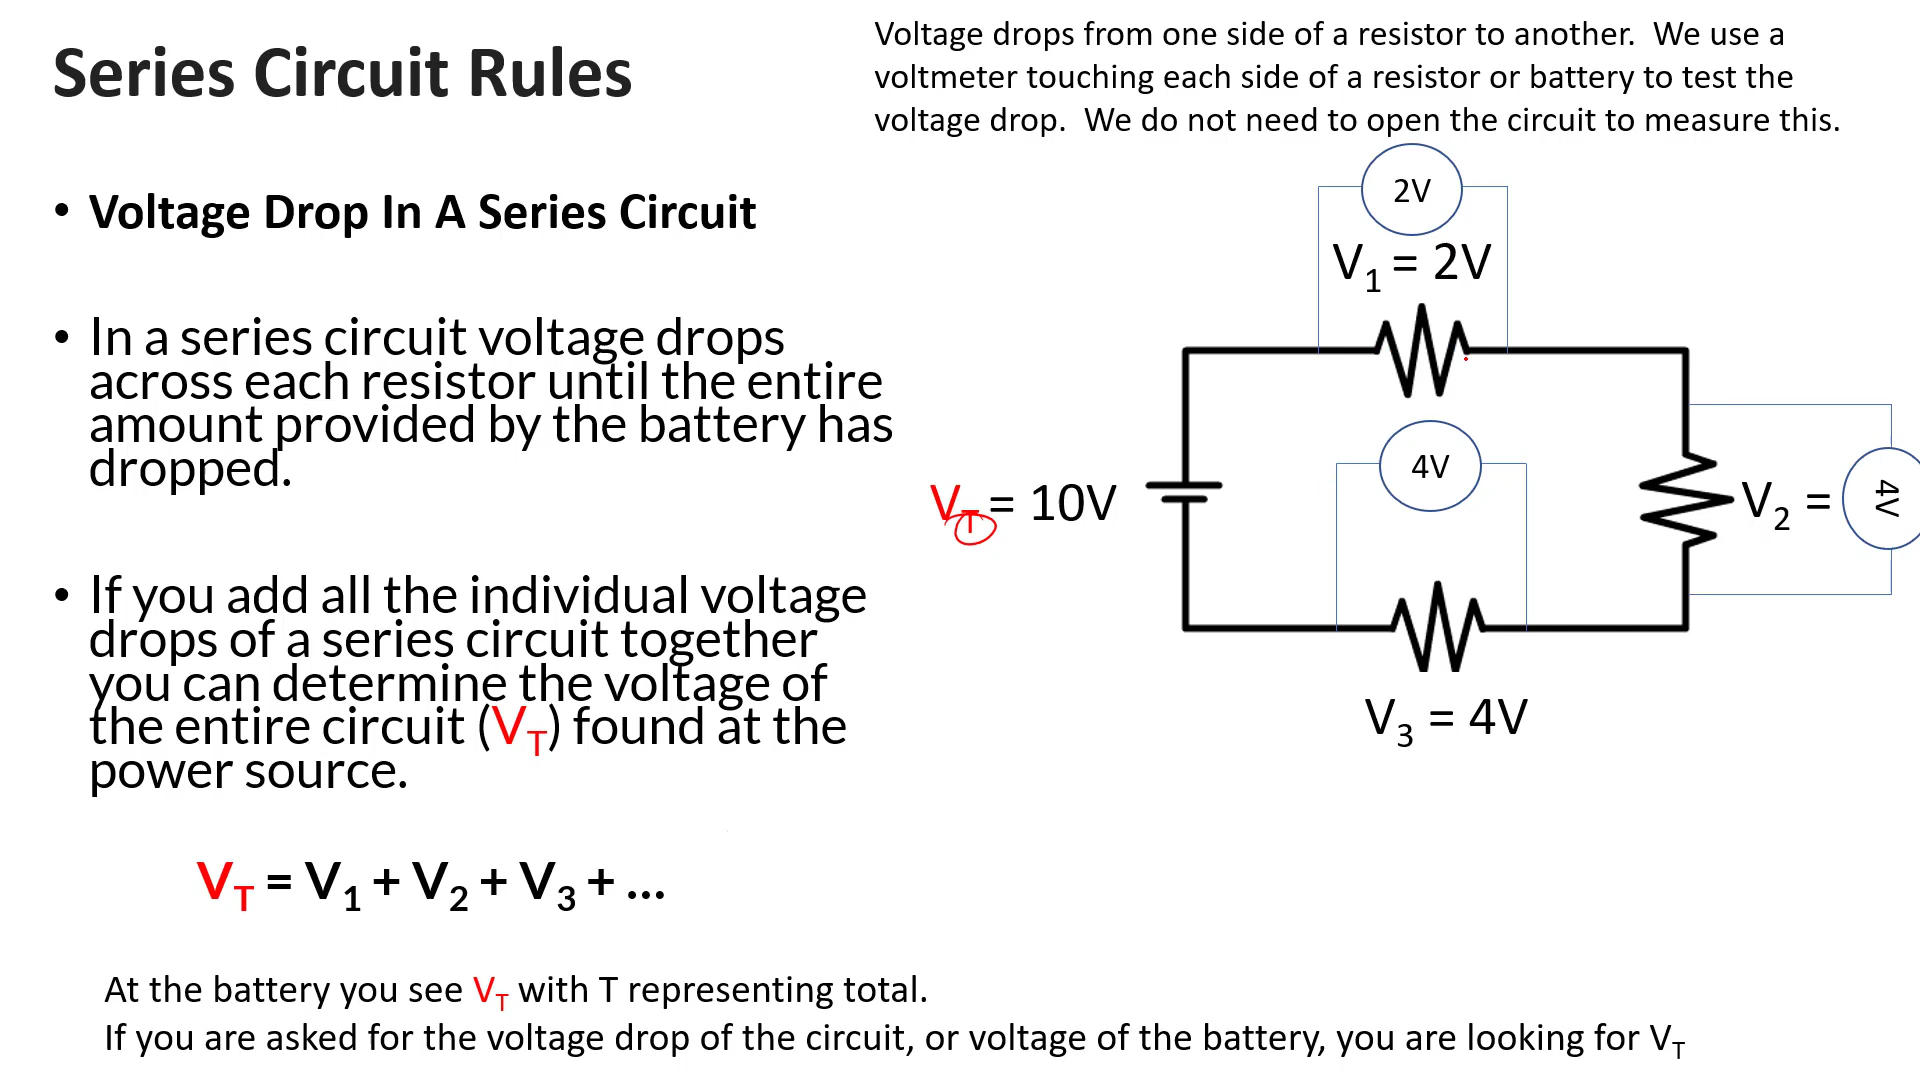 Series Circuit Rules
Voltage drops from one side of a resistor to another. We use a
voltmeter touching each side of a resistor or battery to test the
voltage drop. We do not need to open the circuit to measure this.
• Voltage Drop In A Series Circuit
• In a series circuit voltage drops
across each resistor until the entire
amount provided by the battery has
dropped.
• If you add all the individual voltage
drops of a series circuit together
you can determine the voltage of
the entire circuit (VT) found at the
power source.
VT = V1 + V2 + V3 + ...
2V
V1 = 2V
4V
VT = 10V
V2 =
4V
V3 = 4V
At the battery you see VT with T representing total.
If you are asked for the voltage drop of the circuit, or voltage of the battery, you are looking for VT